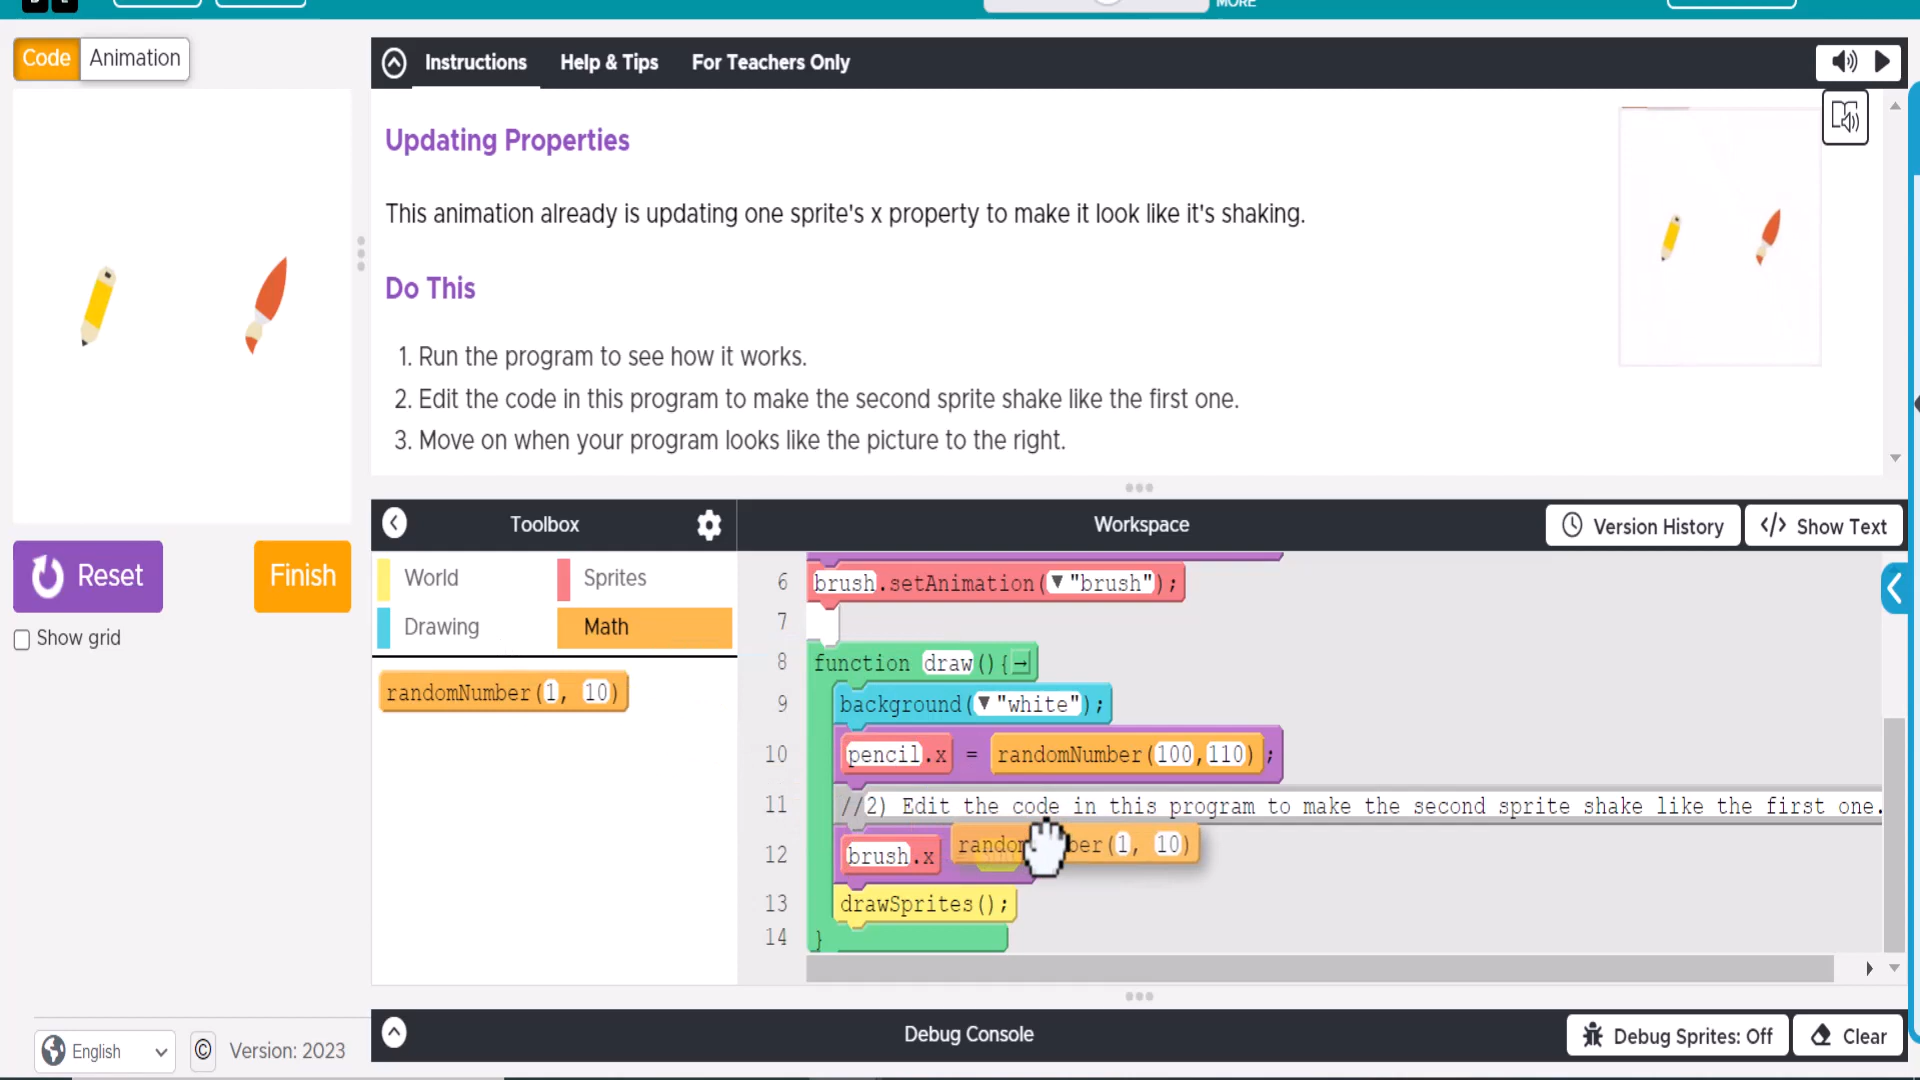 MORE
Code Animation
Instructions Help & Tips For Teachers Only
Updating Properties
This animation already is updating one sprite's x property to make it look like it's shaking.
Do This
1. Run the program to see how it works.
2. Edit the code in this program to make the second sprite shake like the first one.
3. Move on when your program looks like the picture to the right.
Reset Finish
Show grid
Toolbox
Workspace
Version History
</> Show Text
World Sprites
Drawing Math
randomNumber(1, 10)
6 brush.setAnimation(▼"brush");
7
8 function draw(){→
9 background(▼"white");
10 pencil.x = randomNumber(100,110);
11 //2) Edit the code in this program to make the second sprite shake like the first one.
12 brush.x
(1, 10)
13 drawSprites();
14 }
English © Version: 2023
Debug Console
Debug Sprites: Off
Clear